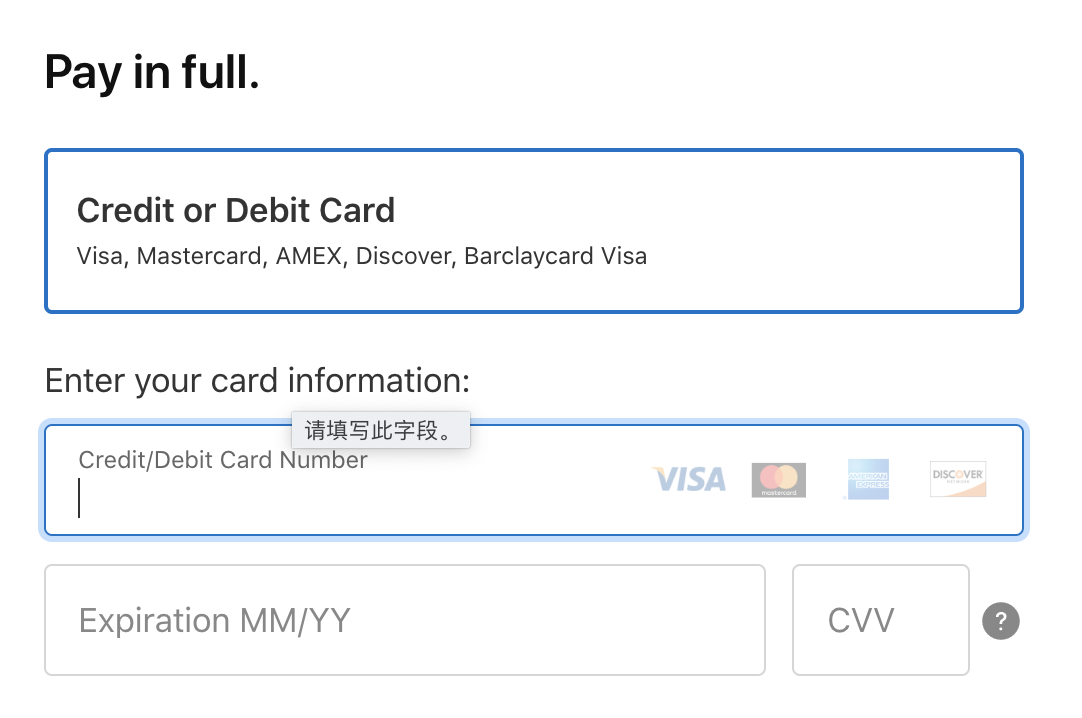 Pay in full.
Credit or Debit Card
Visa, Mastercard, AMEX, Discover, Barclaycard Visa
Enter your card information:
请填写此字段。
Credit/Debit Card Number
VISA
mastercard
AMERICAN
EXPRESS
DISCOVER
NETWORK
Expiration MM/YY
CVV
?